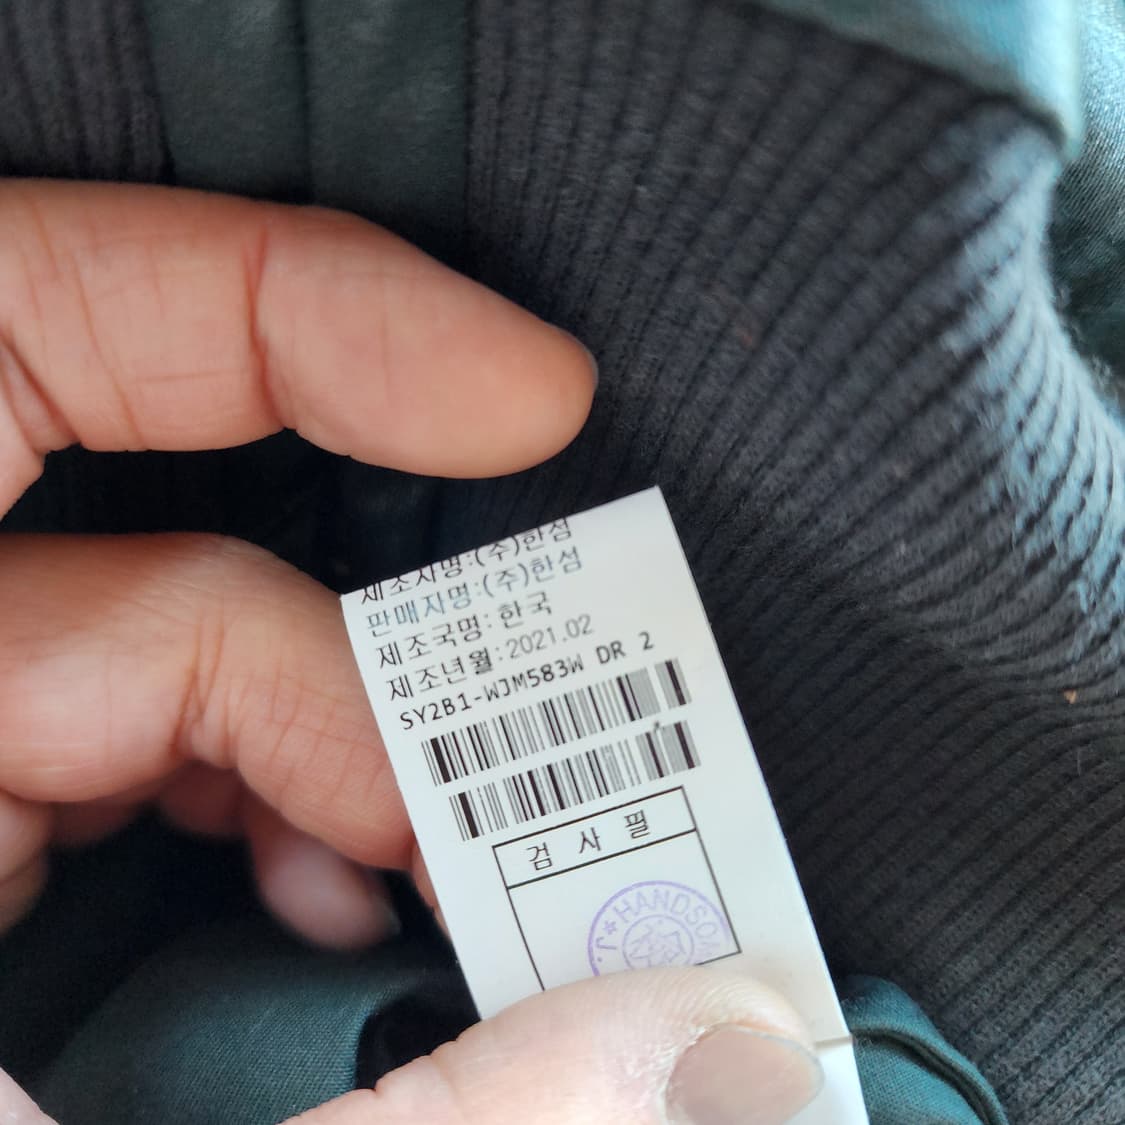 제조자명:(주)한섬
판매자명:(주)한섬
제조국명: 한국
제조년월:2021.02
SY2B1-WJM583W DR 2
검 사 필
J.*HANDSO